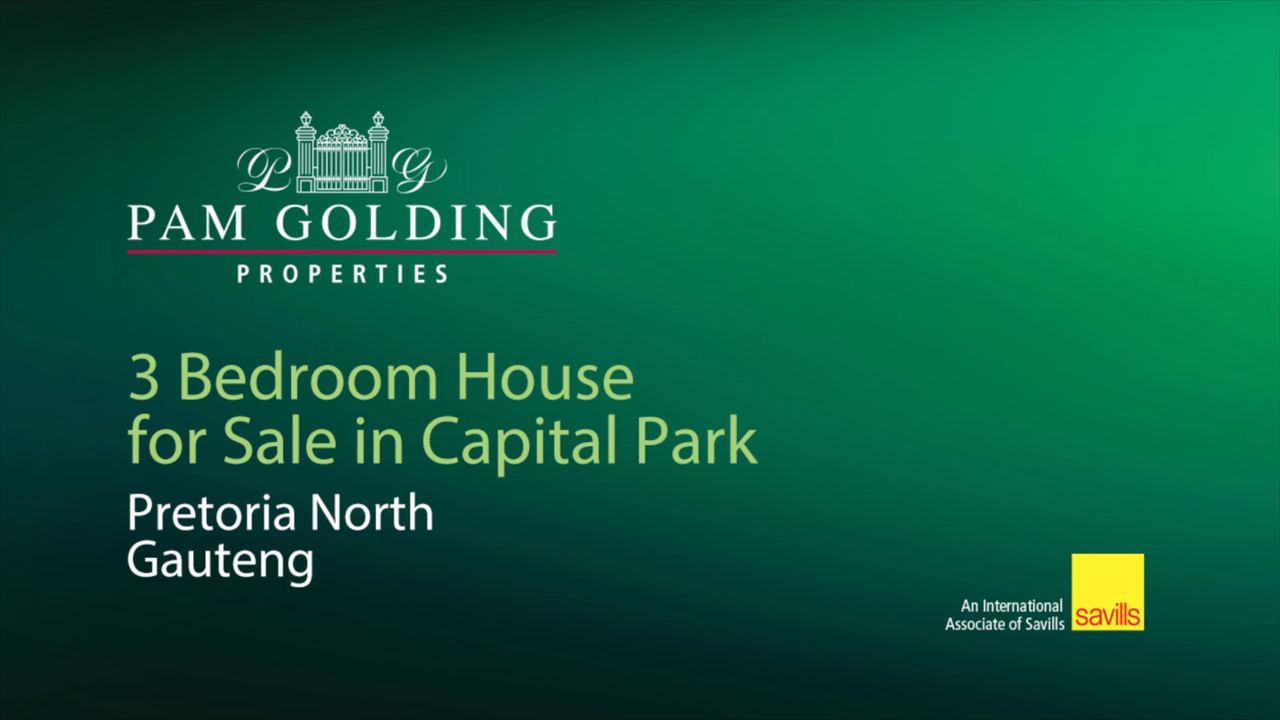 P G
PAM GOLDING
PROPERTIES
3 Bedroom House
for Sale in Capital Park
Pretoria North
Gauteng
An International
Associate of Savills
savills